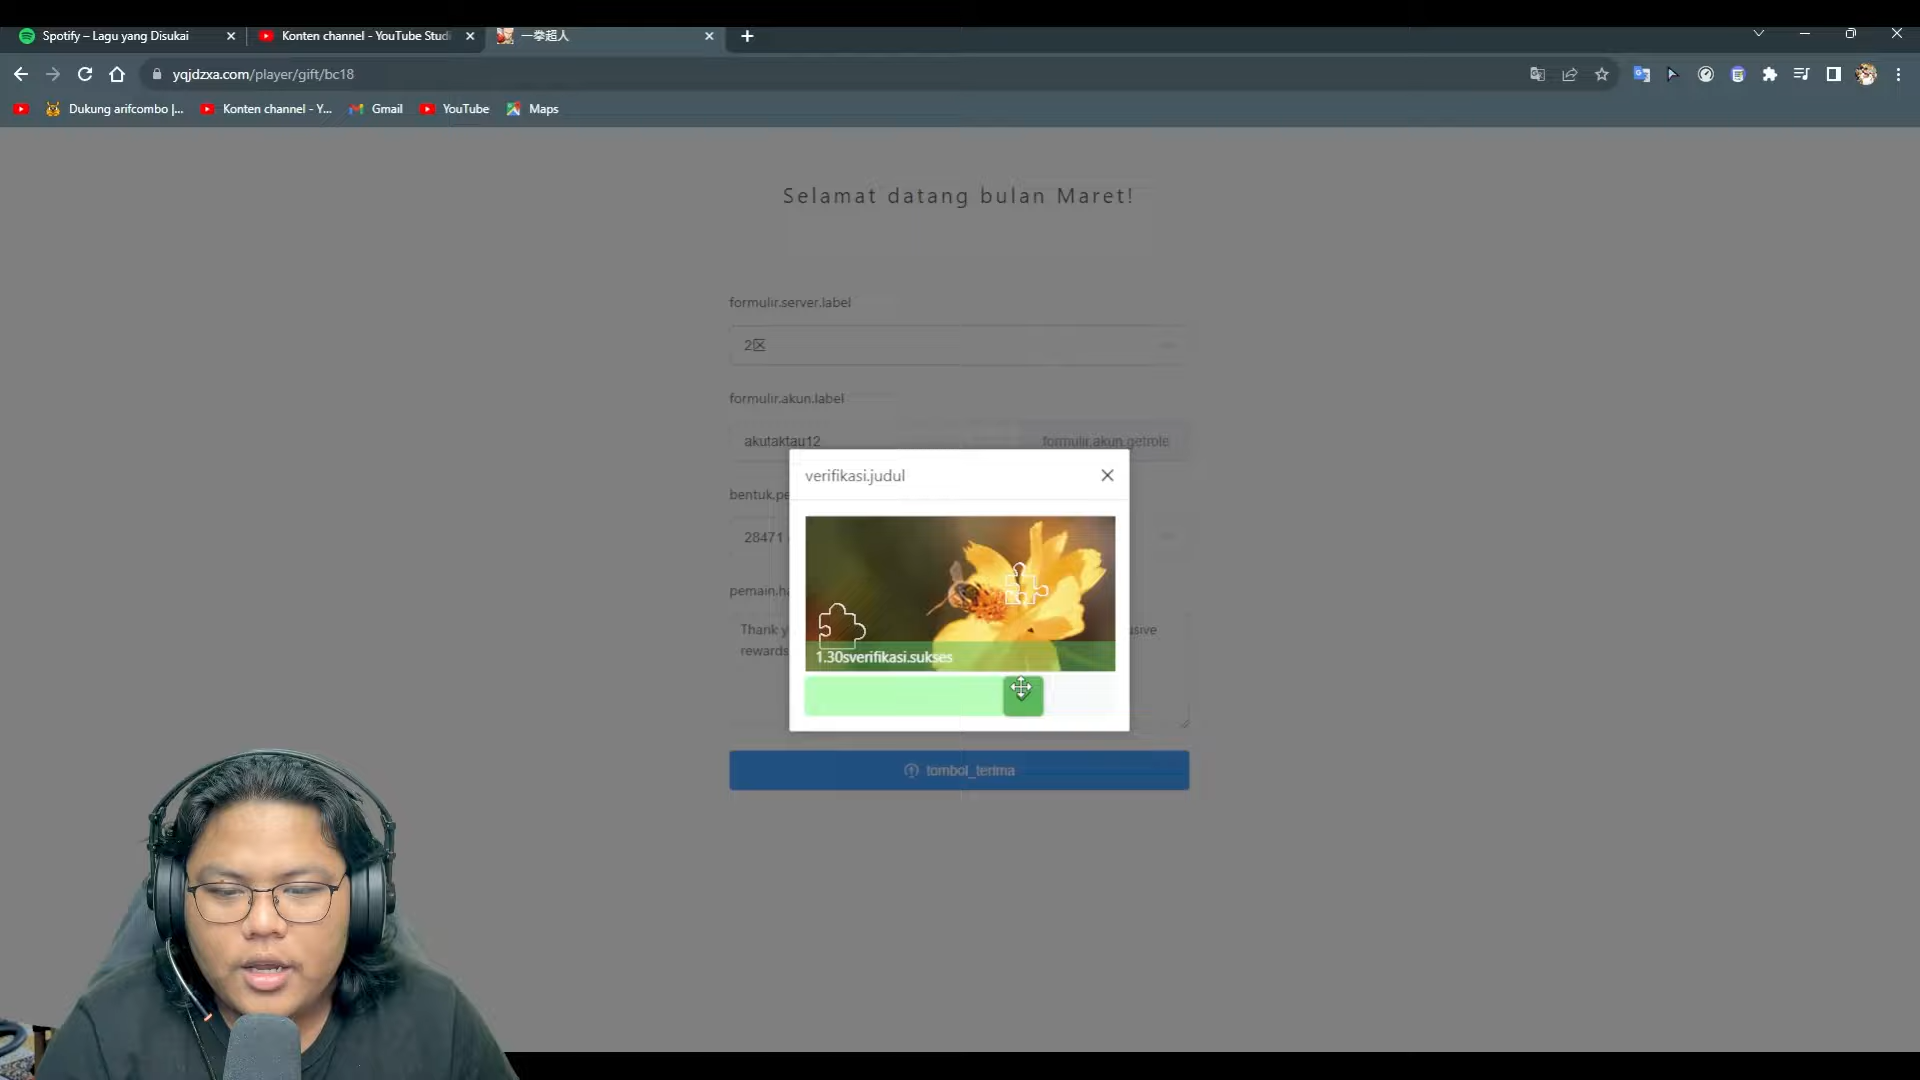 Spotify – Lagu yang Disukai
Konten channel - YouTube Studi
一拳超人
yqjdzxa.com/player/gift/bc18
Dukung arifcombo |...
Konten channel - Y...
Gmail
YouTube
Maps
Selamat datang bulan Maret!
formulir.server.label
2区
formulir.akun.label
akutaktau12
formulir.akun.getrole
bentuk.pe
28471
pemain.ha
Thank y
usive
rewards
verifikasi.judul
1.30sverifikasi.sukses
tombol_terima